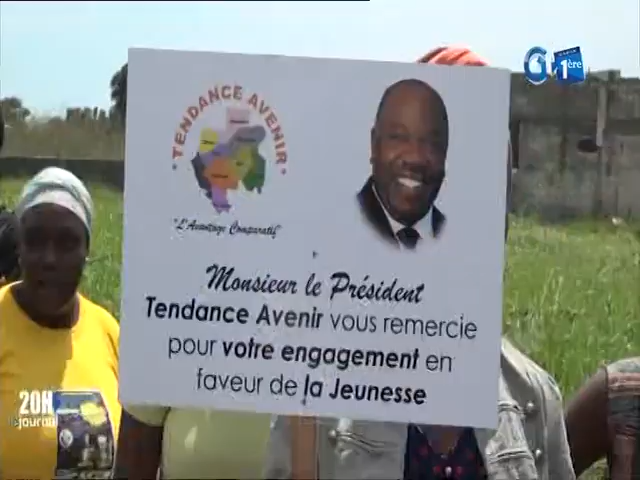 TENDANCE AVENIR
"L'Avantage Comparatif"
Monsieur le Président
Tendance Avenir vous remercie
pour votre engagement en
faveur de la Jeunesse
G 1ère
20H
lejournal